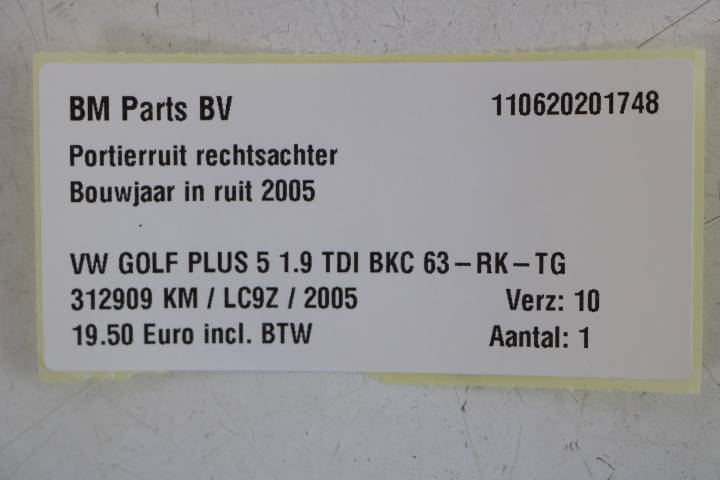 BM Parts BV 110620201748
Portierruit rechtsachter
Bouwjaar in ruit 2005
VW GOLF PLUS 5 1.9 TDI BKC 63-RK-TG
312909 KM / LC9Z / 2005 Verz: 10
19.50 Euro incl. BTW Aantal: 1